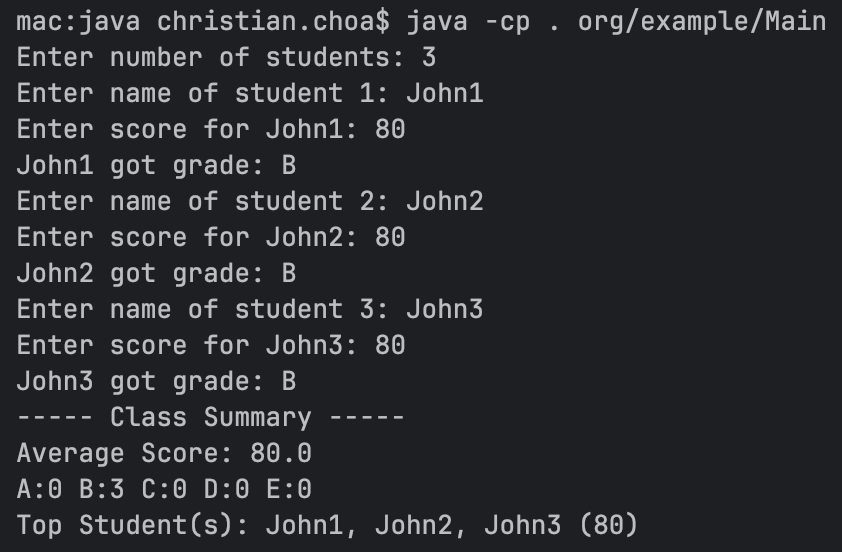 mac:java christian.choa$ java -cp . org/example/Main
Enter number of students: 3
Enter name of student 1: John1
Enter score for John1: 80
John1 got grade: B
Enter name of student 2: John2
Enter score for John2: 80
John2 got grade: B
Enter name of student 3: John3
Enter score for John3: 80
John3 got grade: B
----- Class Summary -----
Average Score: 80.0
A:0 B:3 C:0 D:0 E:0
Top Student(s): John1, John2, John3 (80)